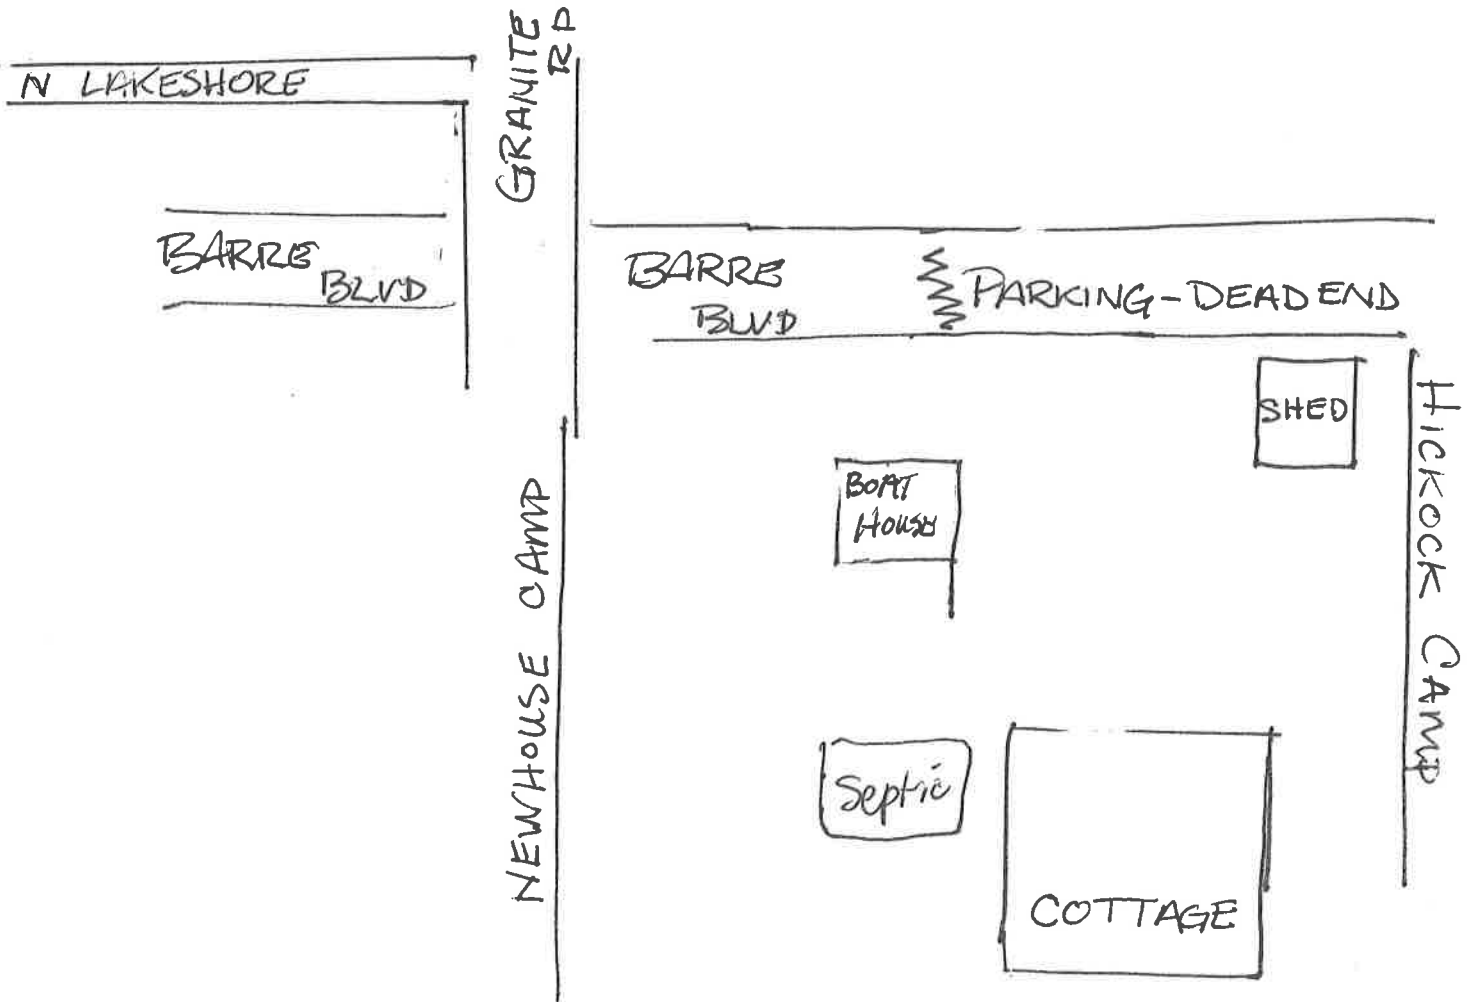 N LAKESHORE
GRANITE
RD
BARRE
BLVD
BARRE
BLVD
PARKING-DEAD END
SHED
HICKOCK CAMP
BOAT
HOUSE
NEWHOUSE CAMP
Septic
COTTAGE